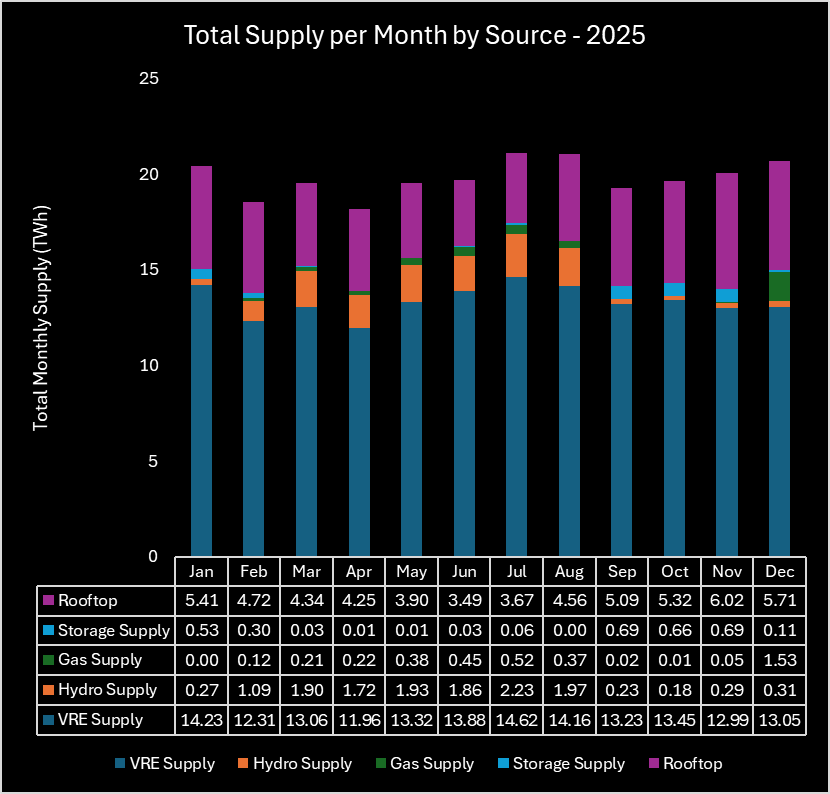 Total Supply per Month by Source - 2025
25
20
15
10
5
0
Total Monthly Supply (TWh)
Jan Feb Mar Apr May Jun Jul Aug Sep Oct Nov Dec
Rooftop 5.41 4.72 4.34 4.25 3.90 3.49 3.67 4.56 5.09 5.32 6.02 5.71
Storage Supply 0.53 0.30 0.03 0.01 0.01 0.03 0.06 0.00 0.69 0.66 0.69 0.11
Gas Supply 0.00 0.12 0.21 0.22 0.38 0.45 0.52 0.37 0.02 0.01 0.05 1.53
Hydro Supply 0.27 1.09 1.90 1.72 1.93 1.86 2.23 1.97 0.23 0.18 0.29 0.31
VRE Supply 14.23 12.31 13.06 11.96 13.32 13.88 14.62 14.16 13.23 13.45 12.99 13.05
VRE Supply Hydro Supply Gas Supply Storage Supply Rooftop